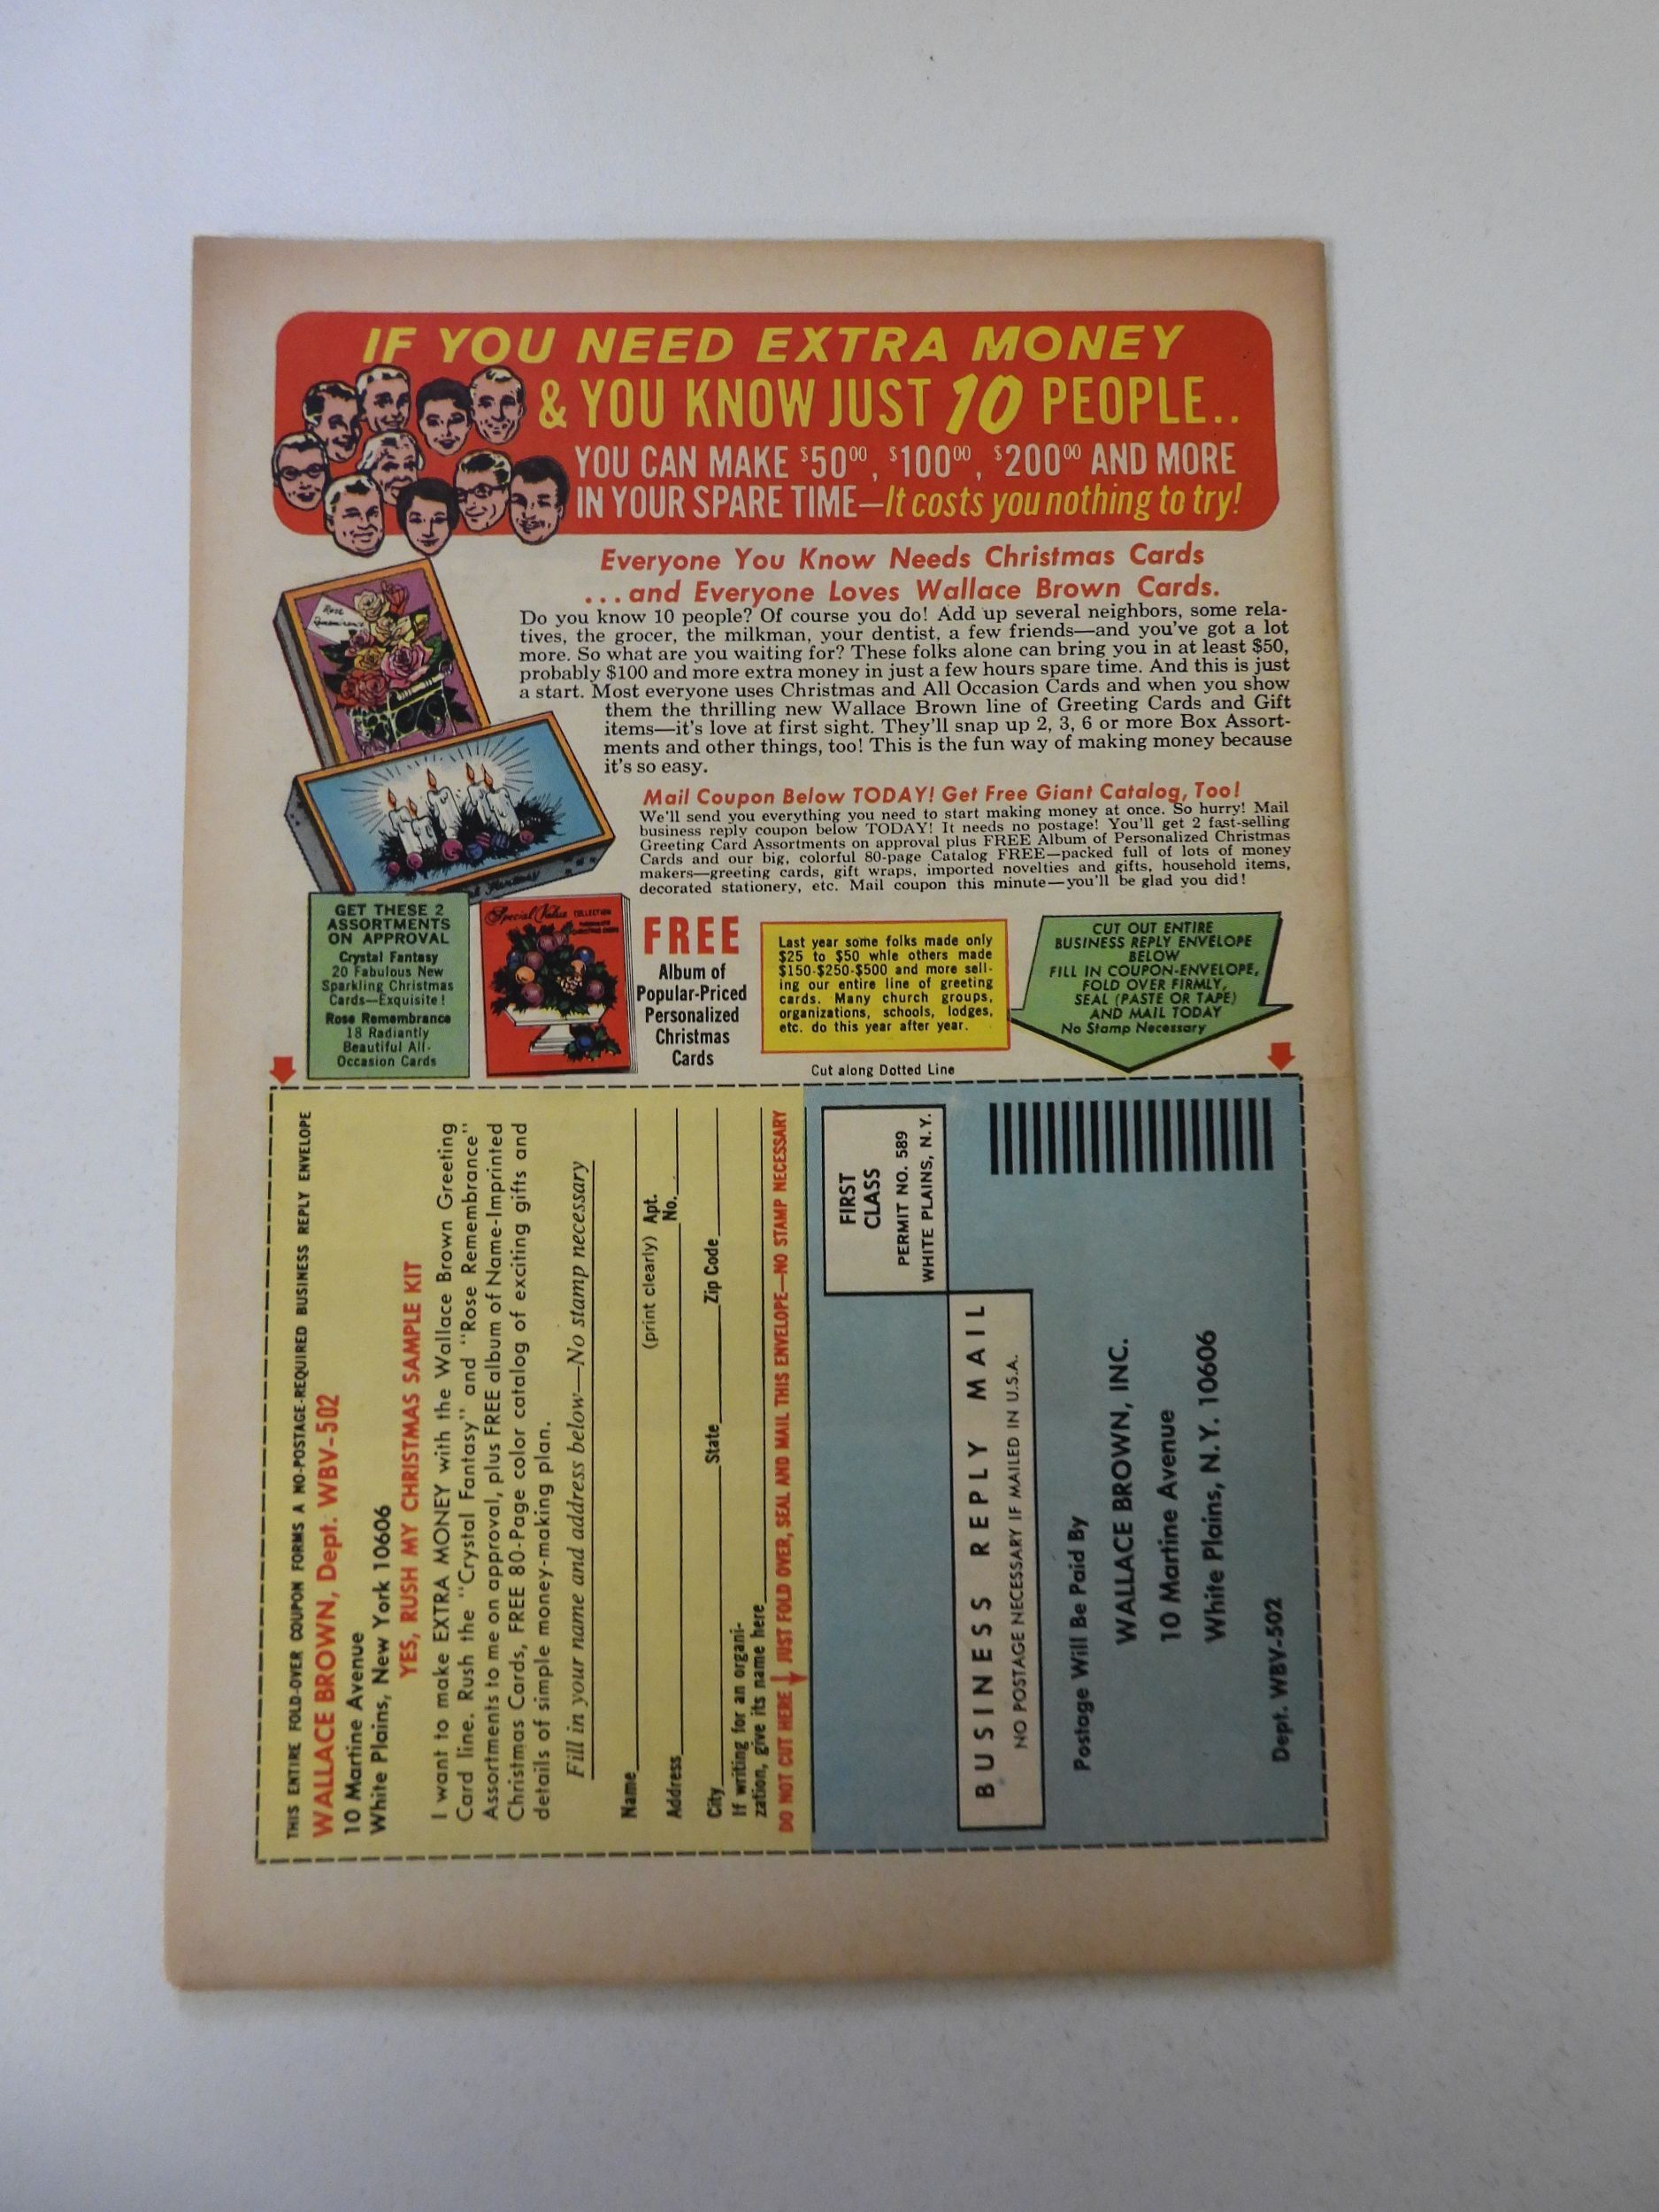 IF YOU NEED EXTRA MONEY
& YOU KNOW JUST 10 PEOPLE..
YOU CAN MAKE $50⁰⁰, $100⁰⁰, $200⁰⁰ AND MORE
IN YOUR SPARE TIME—It costs you nothing to try!
Everyone You Know Needs Christmas Cards
...and Everyone Loves Wallace Brown Cards.
Do you know 10 people? Of course you do! Add up several neighbors, some rela-
tives, the grocer, the milkman, your dentist, a few friends—and you've got a lot
more. So what are you waiting for? These folks alone can bring you in at least $50,
probably $100 and more extra money in just a few hours spare time. And this is just
a start. Most everyone uses Christmas and All Occasion Cards and when you show
them the thrilling new Wallace Brown line of Greeting Cards and Gift
items—it's love at first sight. They'll snap up 2, 3, 6 or more Box Assort-
ments and other things, too! This is the fun way of making money because
it's so easy.
Rose
Remembrance
Mail Coupon Below TODAY! Get Free Giant Catalog, Too!
We'll send you everything you need to start making money at once. So hurry! Mail
business reply coupon below TODAY! It needs no postage! You'll get 2 fast-selling
Greeting Card Assortments on approval plus FREE Album of Personalized Christmas
Cards and our big, colorful 80-page Catalog FREE—packed full of lots of money
makers—greeting cards, gift wraps, imported novelties and gifts, household items,
decorated stationery, etc. Mail coupon this minute—you'll be glad you did!
Fantasy
GET THESE 2
ASSORTMENTS
ON APPROVAL
Crystal Fantasy
20 Fabulous New
Sparkling Christmas
Cards—Exquisite!
Rose Remembrance
18 Radiantly
Beautiful All-
Occasion Cards
Special Value COLLECTION
PERSONALIZED
CHRISTMAS CARDS
FREE
Album of
Popular-Priced
Personalized
Christmas
Cards
Last year some folks made only
$25 to $50 whle others made
$150-$250-$500 and more sell-
ing our entire line of greeting
cards. Many church groups,
organizations, schools, lodges,
etc. do this year after year.
CUT OUT ENTIRE
BUSINESS REPLY ENVELOPE
BELOW
FILL IN COUPON-ENVELOPE,
FOLD OVER FIRMLY,
SEAL (PASTE OR TAPE)
AND MAIL TODAY
No Stamp Necessary
Cut along Dotted Line
THIS ENTIRE FOLD-OVER COUPON FORMS A NO-POSTAGE-REQUIRED BUSINESS REPLY ENVELOPE
WALLACE BROWN, Dept. WBV-502
10 Martine Avenue
White Plains, New York 10606
YES, RUSH MY CHRISTMAS SAMPLE KIT
I want to make EXTRA MONEY with the Wallace Brown Greeting
Card line. Rush the "Crystal Fantasy" and "Rose Remembrance"
Assortments to me on approval, plus FREE album of Name-Imprinted
Christmas Cards, FREE 80-Page color catalog of exciting gifts and
details of simple money-making plan.
Fill in your name and address below—No stamp necessary
Name
(print clearly)
Address Apt. No.
City State Zip Code
If writing for an organi-
zation, give its name here
DO NOT CUT HERE JUST FOLD OVER, SEAL AND MAIL THIS ENVELOPE—NO STAMP NECESSARY
FIRST
CLASS
PERMIT NO. 589
WHITE PLAINS, N.Y.
BUSINESS REPLY MAIL
NO POSTAGE NECESSARY IF MAILED IN U.S.A.
Postage Will Be Paid By
WALLACE BROWN, INC.
10 Martine Avenue
White Plains, N.Y. 10606
Dept. WBV-502